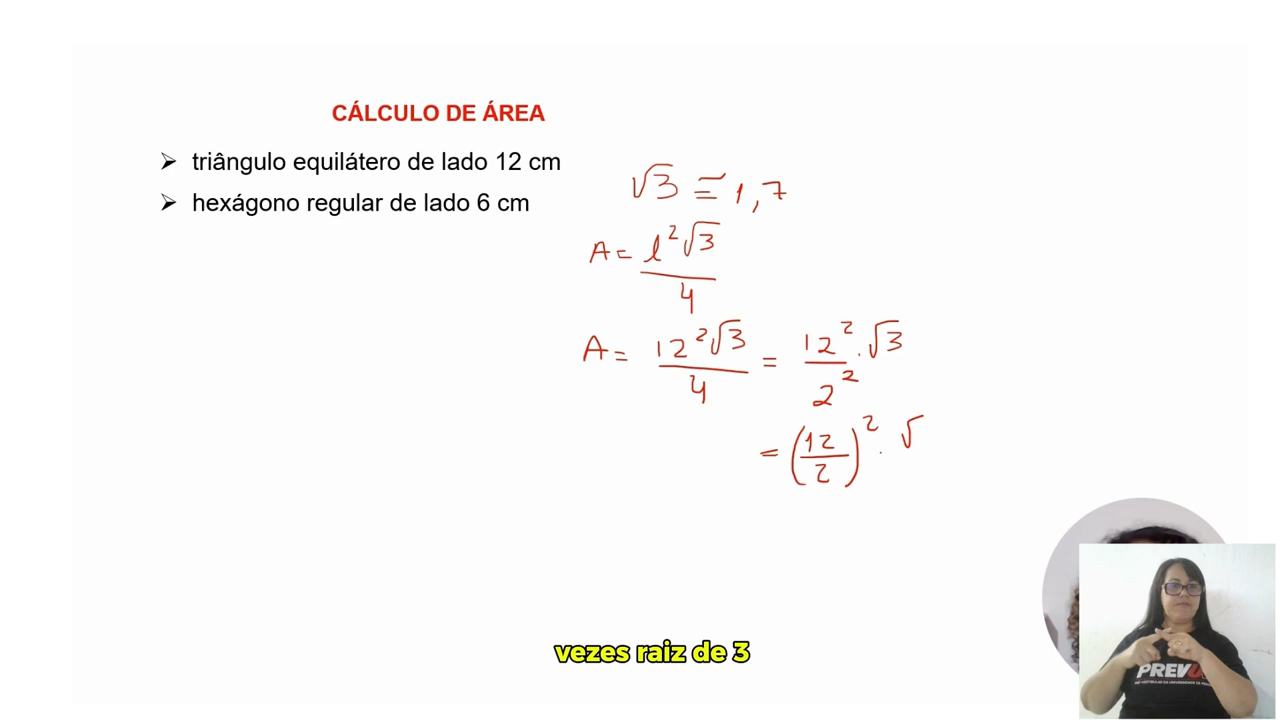 CÁLCULO DE ÁREA
➢ triângulo equilátero de lado 12 cm
➢ hexágono regular de lado 6 cm
√3 ≅ 1,7
A = l²√3 / 4
A = 12²√3 / 4 = 12² / 2² . √3
= (12/2)² . √
vezes raiz de 3
PREVU